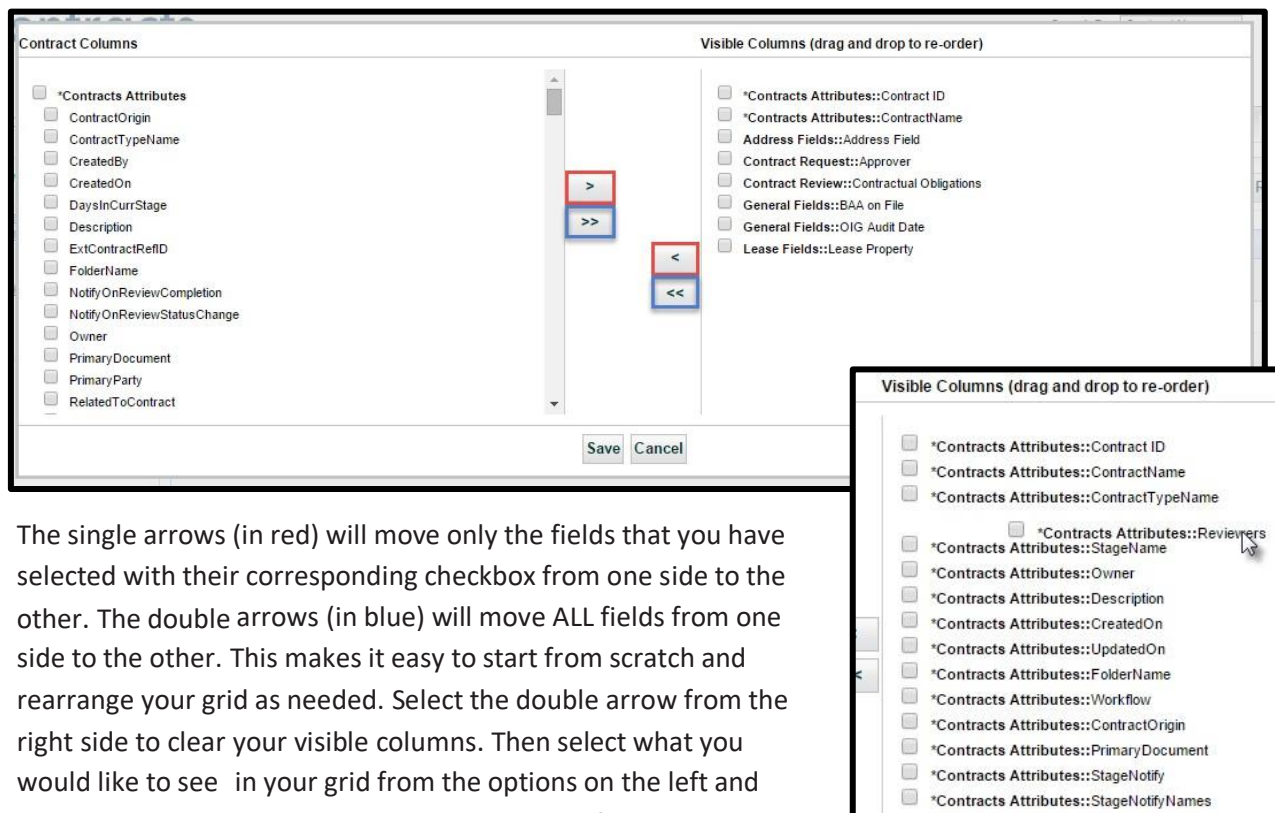 Contract Columns
Visible Columns (drag and drop to re-order)
*Contracts Attributes
ContractOrigin
ContractTypeName
CreatedBy
CreatedOn
DaysInCurrStage
Description
ExtContractRefID
FolderName
NotifyOnReviewCompletion
NotifyOnReviewStatusChange
Owner
PrimaryDocument
PrimaryParty
RelatedToContract
>
>>
<
<<
*Contracts Attributes::Contract ID
*Contracts Attributes::ContractName
Address Fields::Address Field
Contract Request::Approver
Contract Review::Contractual Obligations
General Fields::BAA on File
General Fields::OIG Audit Date
Lease Fields::Lease Property
Save Cancel
The single arrows (in red) will move only the fields that you have
selected with their corresponding checkbox from one side to the
other. The double arrows (in blue) will move ALL fields from one
side to the other. This makes it easy to start from scratch and
rearrange your grid as needed. Select the double arrow from the
right side to clear your visible columns. Then select what you
would like to see in your grid from the options on the left and
Visible Columns (drag and drop to re-order)
*Contracts Attributes::Contract ID
*Contracts Attributes::ContractName
*Contracts Attributes::ContractTypeName
*Contracts Attributes::Reviewers
*Contracts Attributes::StageName
*Contracts Attributes::Owner
*Contracts Attributes::Description
*Contracts Attributes::CreatedOn
*Contracts Attributes::UpdatedOn
*Contracts Attributes::FolderName
*Contracts Attributes::Workflow
*Contracts Attributes::ContractOrigin
*Contracts Attributes::PrimaryDocument
*Contracts Attributes::StageNotify
*Contracts Attributes::StageNotifyNames